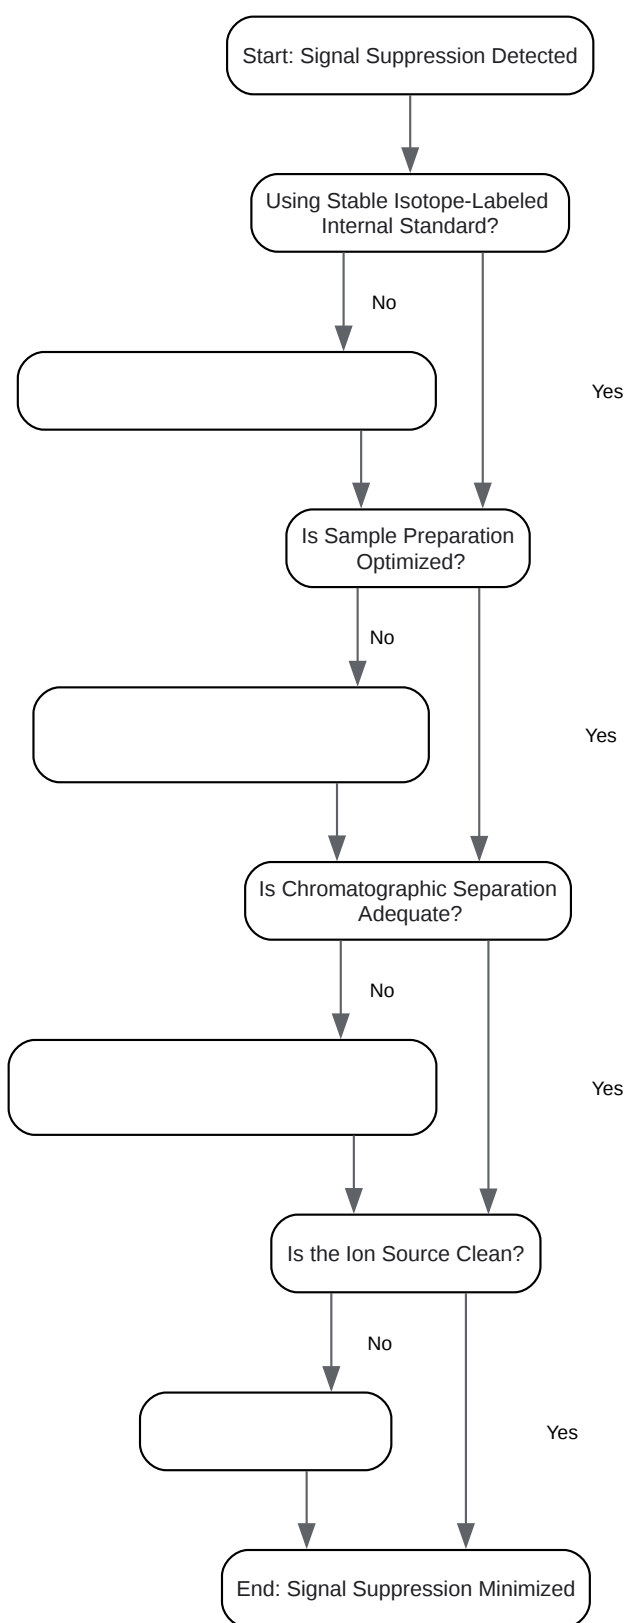 Start: Signal Suppression Detected
Using Stable Isotope-Labeled
Internal Standard?
No
Yes
Is Sample Preparation
Optimized?
No
Yes
Is Chromatographic Separation
Adequate?
No
Yes
Is the Ion Source Clean?
No
Yes
End: Signal Suppression Minimized